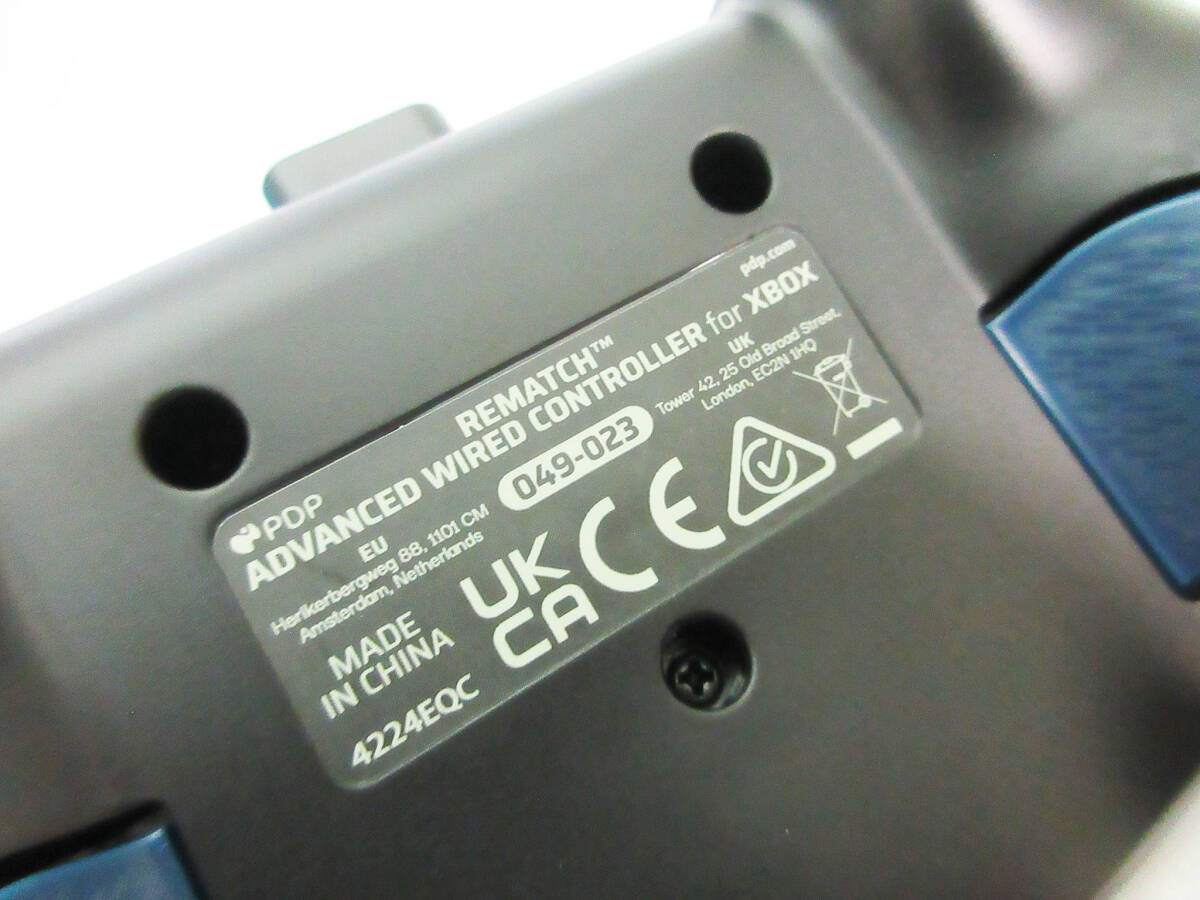 PDP
pdp.com
REMATCH™
ADVANCED WIRED CONTROLLER for XBOX
EU
Herikerbergweg 88, 1101 CM
Amsterdam, Netherlands
049-023
UK
Tower 42, 25 Old Broad Street,
London, EC2N 1HQ
MADE
IN CHINA
UK
CA
CE
4224EQC